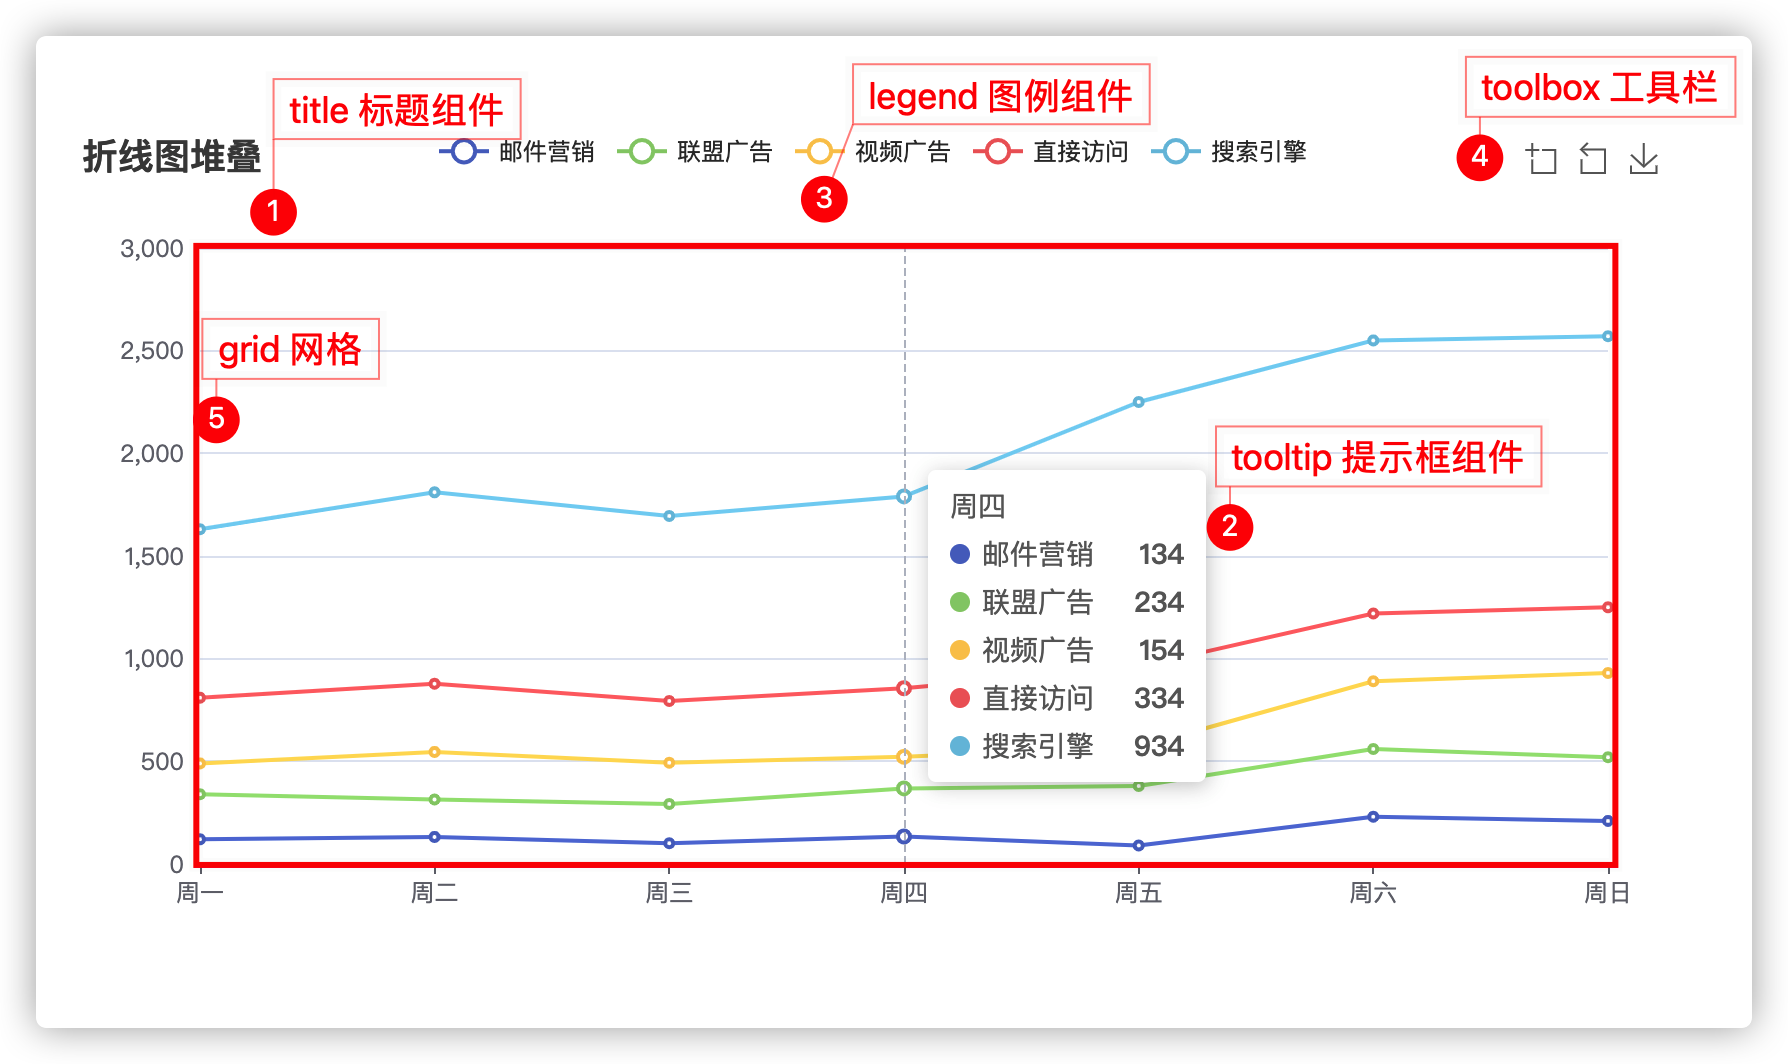 title 标题组件
legend 图例组件
toolbox 工具栏
折线图堆叠
邮件营销 联盟广告 视频广告 直接访问 搜索引擎
4
1
3
3,000
grid 网格
2,500
5
2,000
tooltip 提示框组件
2
周四
邮件营销 134
联盟广告 234
视频广告 154
直接访问 334
搜索引擎 934
1,500
1,000
500
0
周一 周二 周三 周四 周五 周六 周日